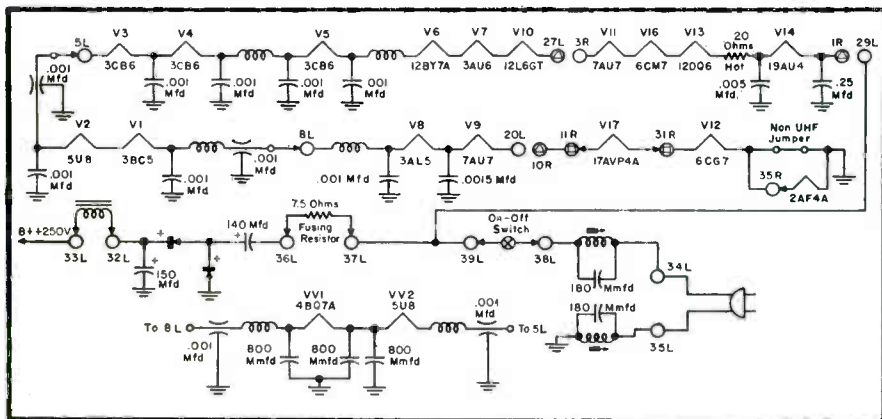 5L V3 V4 V5 V6 V7 V10 27L 3R V11 V16 V13 20 Ohms Hot V14 1R 29L
3CB6 3CB6 3CB6 12BY7A 3AU6 12L6GT 7AU7 6CM7 12DQ6 19AU4
.001 Mfd
.001 Mfd
.001 Mfd
.001 Mfd
.001 Mfd
.005 Mfd.
.25 Mfd
V2 V1 8L V8 V9 20L 11R V17 31R V12 Non UHF Jumper
5U8 3BC5 .001 Mfd 3AL5 7AU7 10R 17AVP4A 6CG7 35R 2AF4A
.001 Mfd
.001 Mfd
.001 Mfd
.0015 Mfd
7.5 Ohms
Fusing Resistor
140 Mfd
On-Off Switch
B++250V
33L 32L 36L 37L 39L 38L 34L
+
+
+
150 Mfd
180 Mmfd
180 Mmfd
35L
VV1 VV2
4BQ7A 5U8
.001 Mfd
To 8L To 5L
.001 Mfd
800 Mmfd
800 Mmfd
800 Mmfd